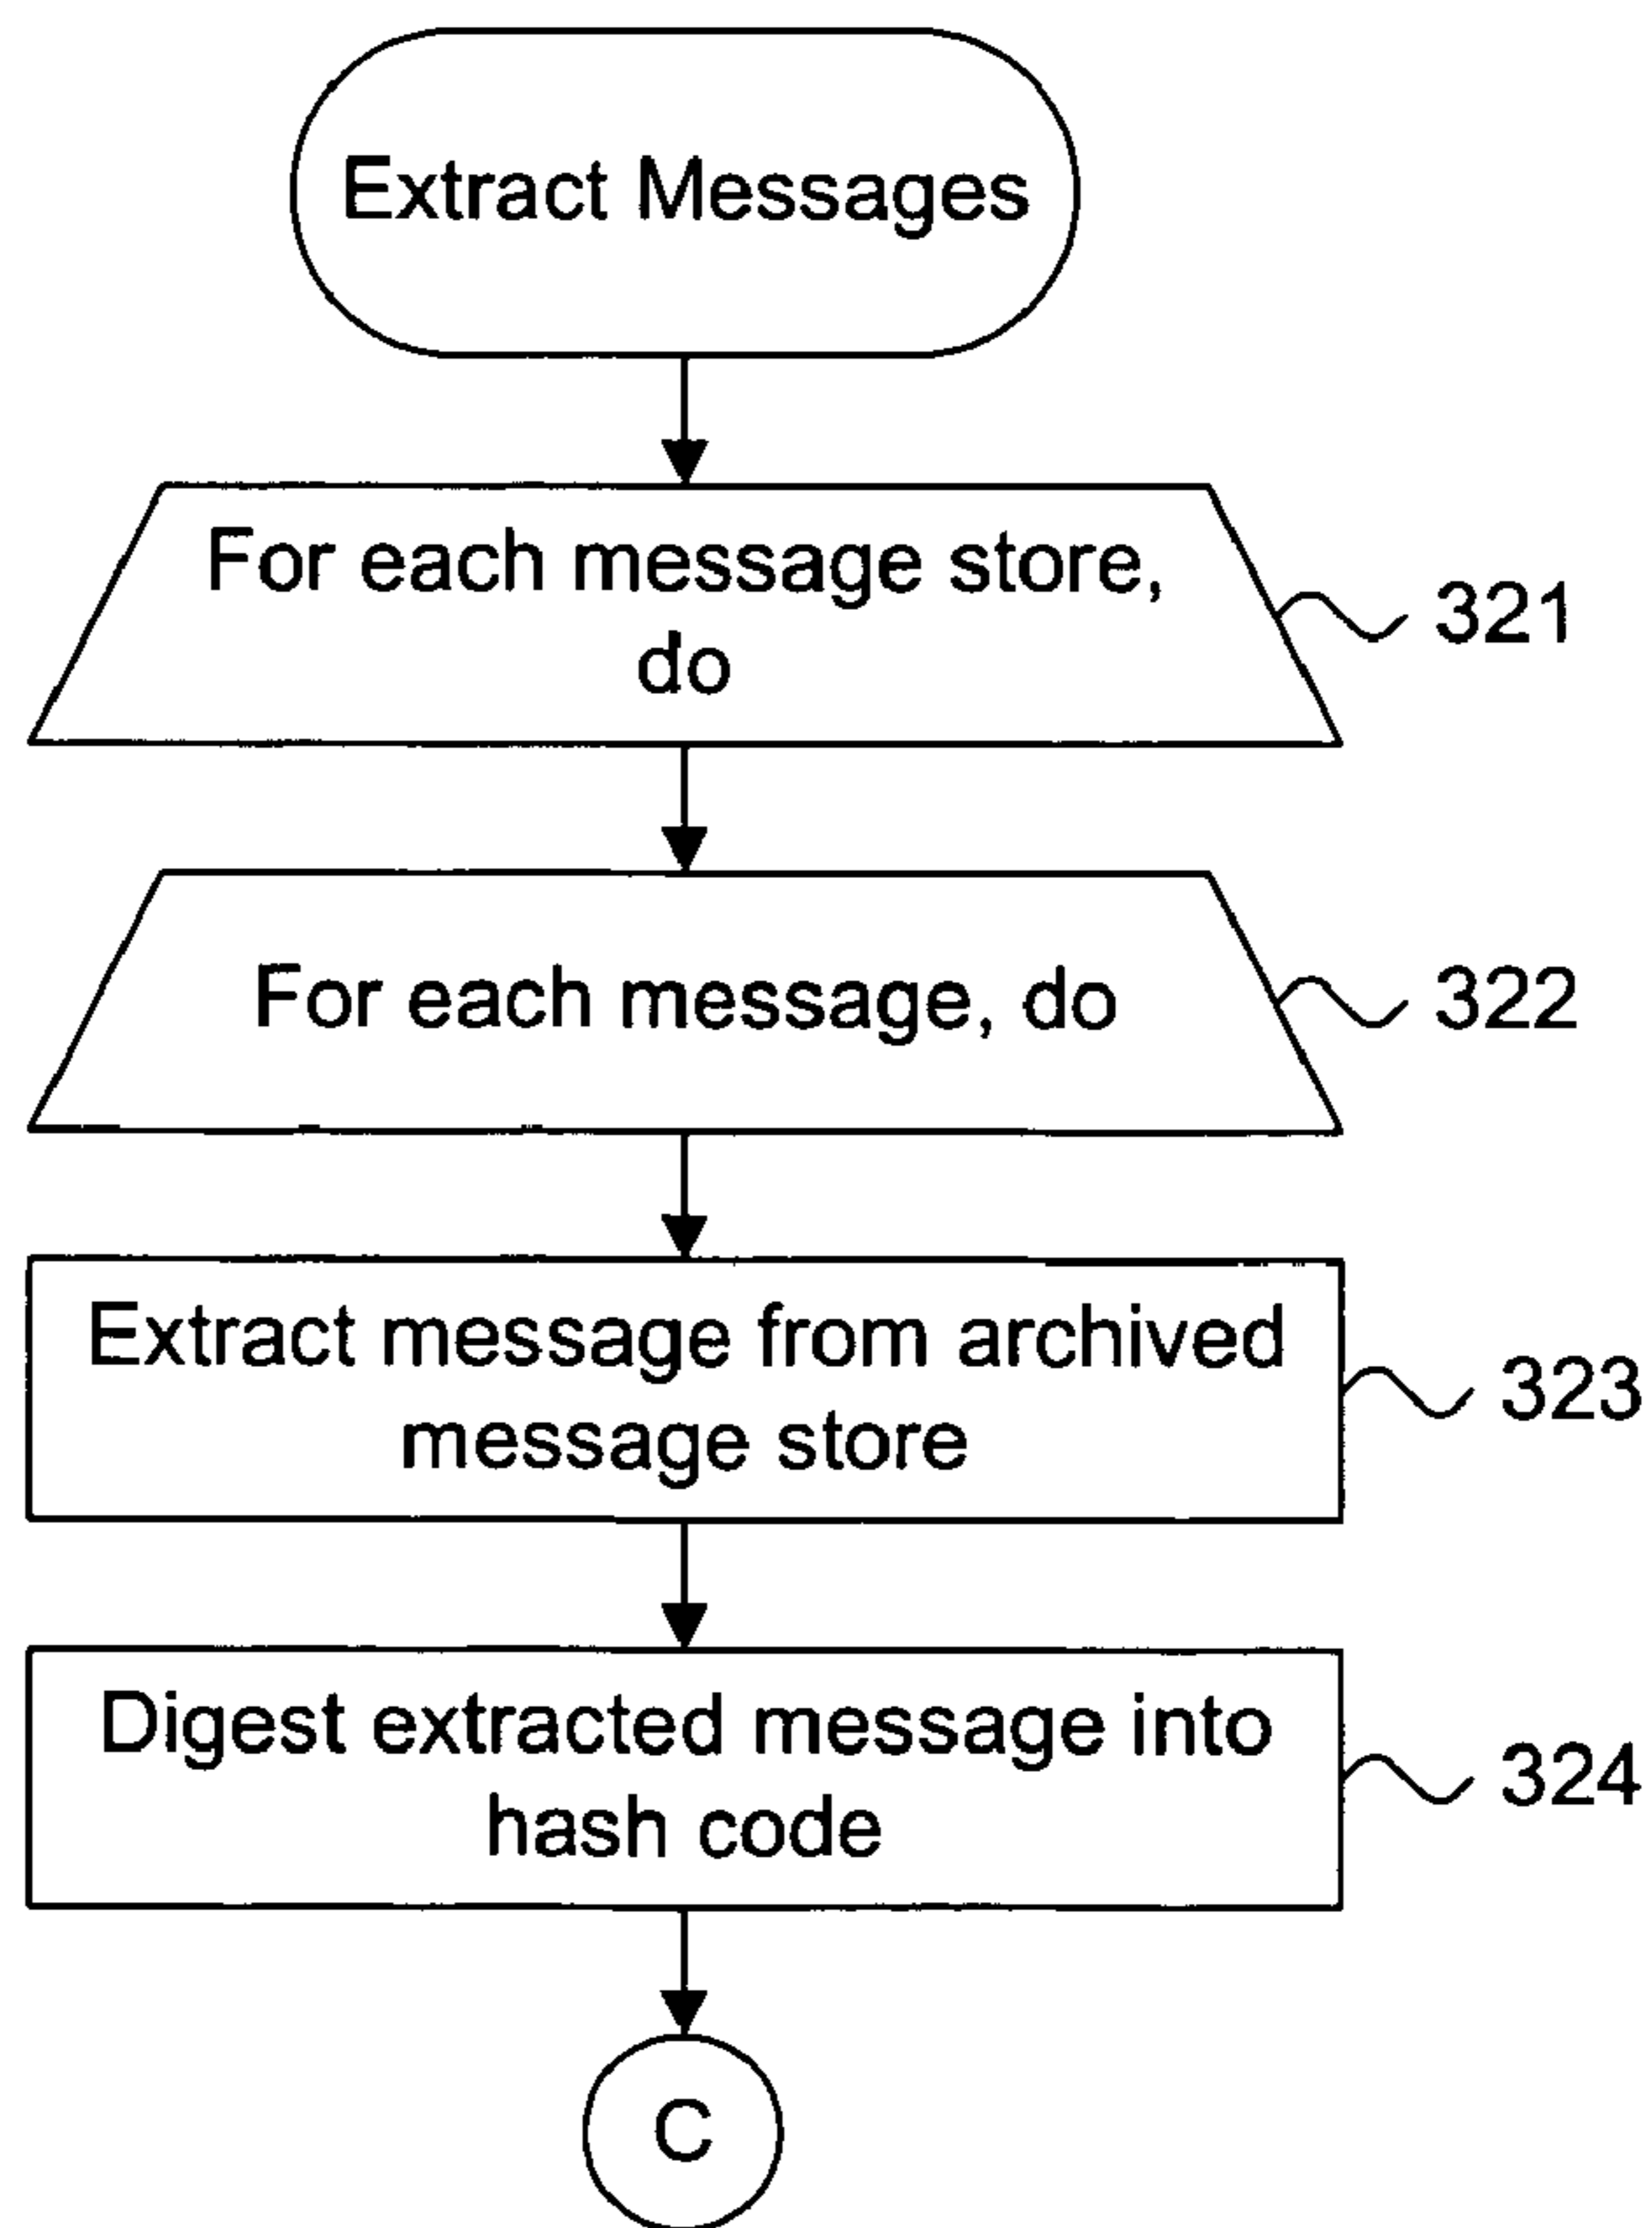 Extract Messages
For each message store,
do
321
For each message, do
322
Extract message from archived
message store
323
Digest extracted message into
hash code
324
C